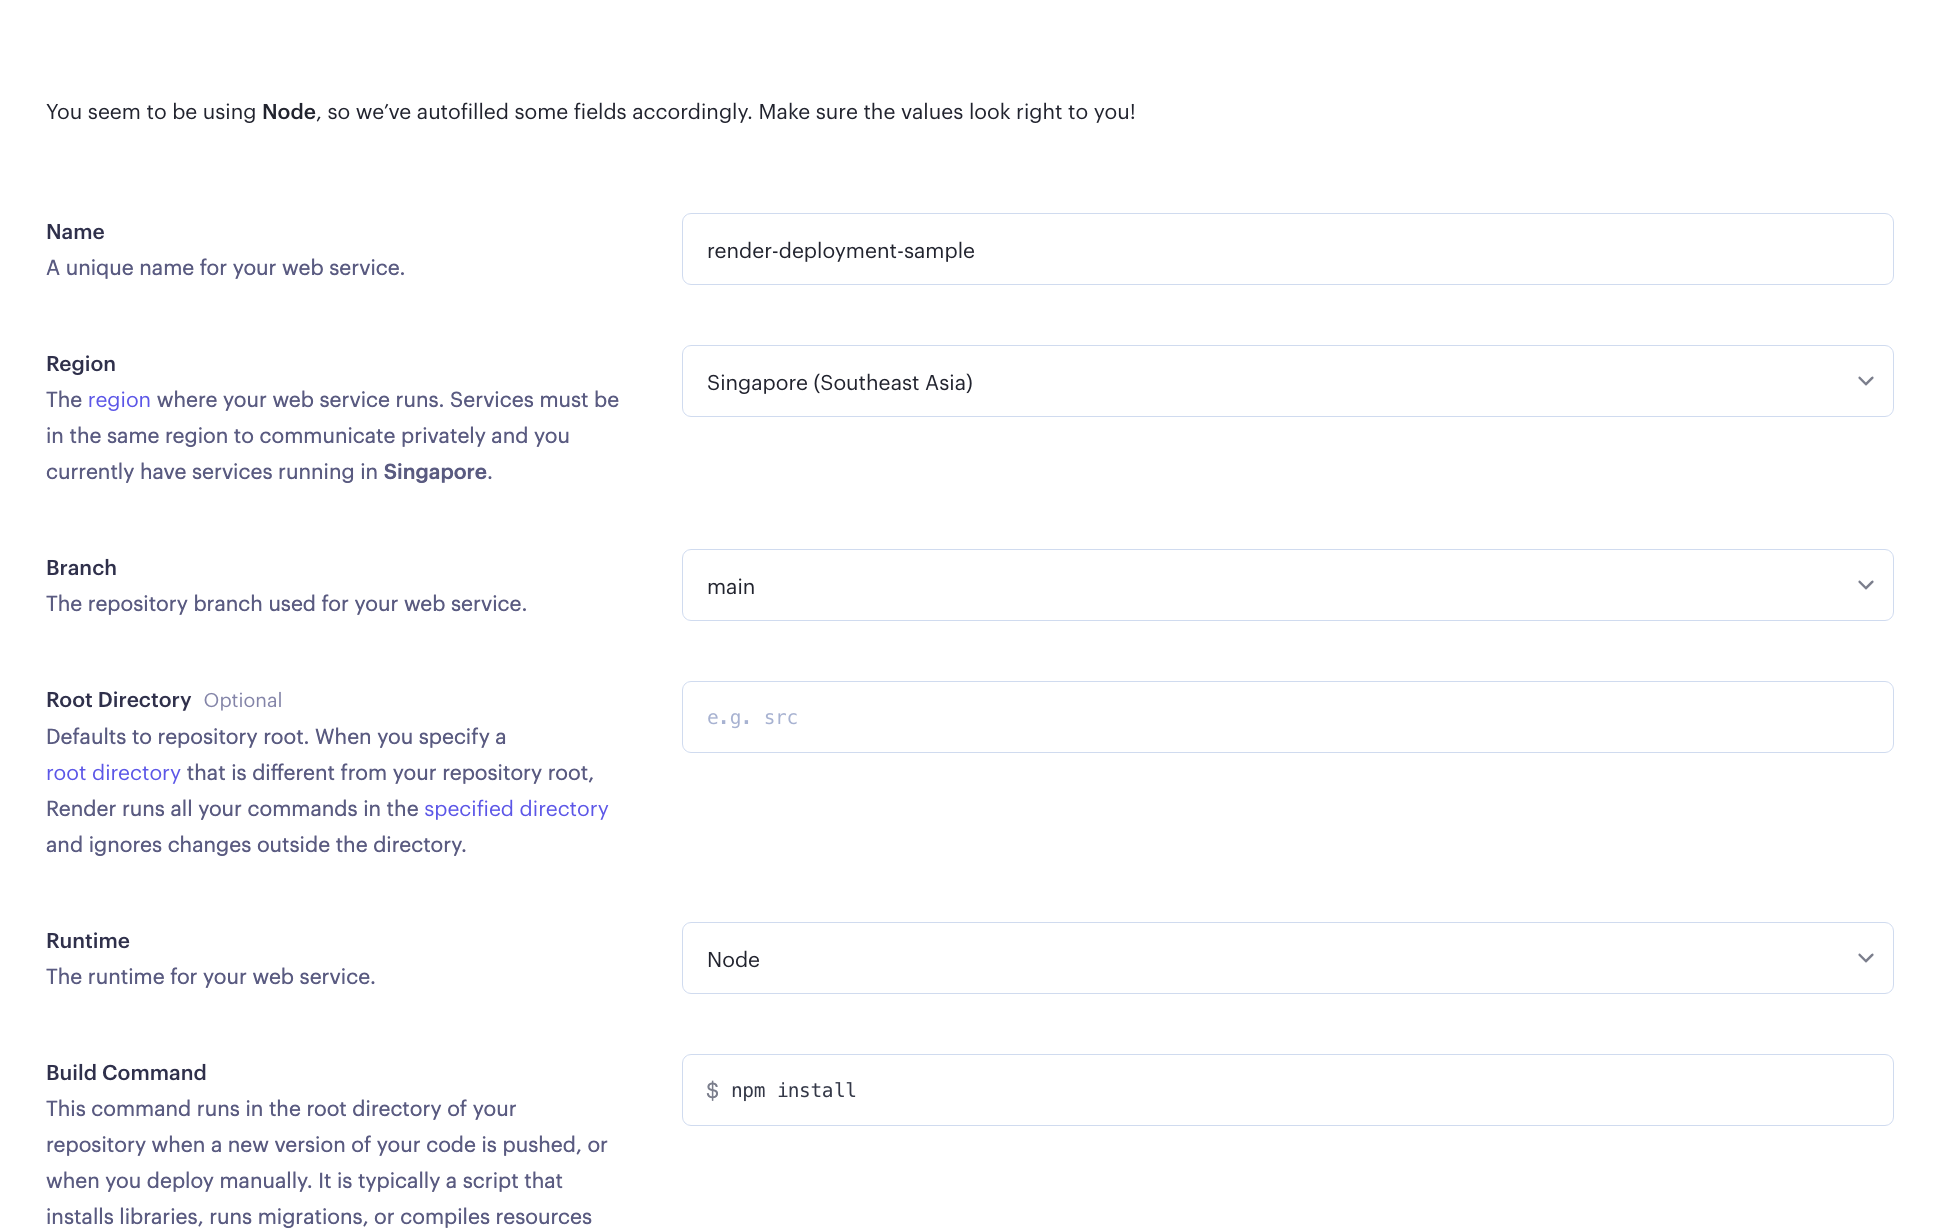 You seem to be using Node, so we’ve autofilled some fields accordingly. Make sure the values look right to you!
Name
A unique name for your web service.
render-deployment-sample
Region
The region where your web service runs. Services must be
in the same region to communicate privately and you
currently have services running in Singapore.
Singapore (Southeast Asia)
Branch
The repository branch used for your web service.
main
Root Directory Optional
Defaults to repository root. When you specify a
root directory that is different from your repository root,
Render runs all your commands in the specified directory
and ignores changes outside the directory.
e.g. src
Runtime
The runtime for your web service.
Node
Build Command
This command runs in the root directory of your
repository when a new version of your code is pushed, or
when you deploy manually. It is typically a script that
installs libraries, runs migrations, or compiles resources
$ npm install